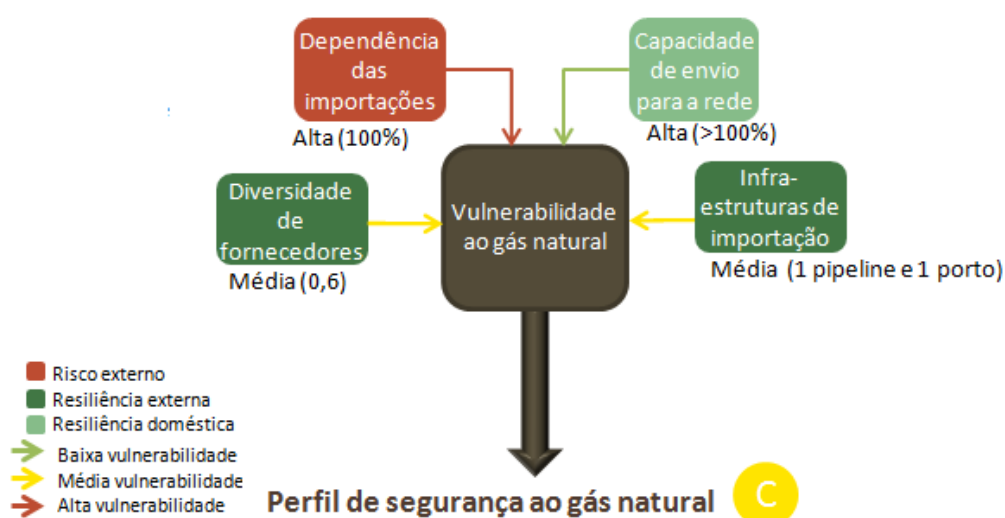 Dependência
das
importações
Alta (100%)
Capacidade
de envio
para a rede
Alta (>100%)
Diversidade
de
fornecedores
Média (0,6)
Vulnerabilidade
ao gás natural
Infra-
estruturas de
importação
Média (1 pipeline e 1 porto)
Risco externo
Resiliência externa
Resiliência doméstica
Baixa vulnerabilidade
Média vulnerabilidade
Alta vulnerabilidade
Perfil de segurança ao gás natural
C